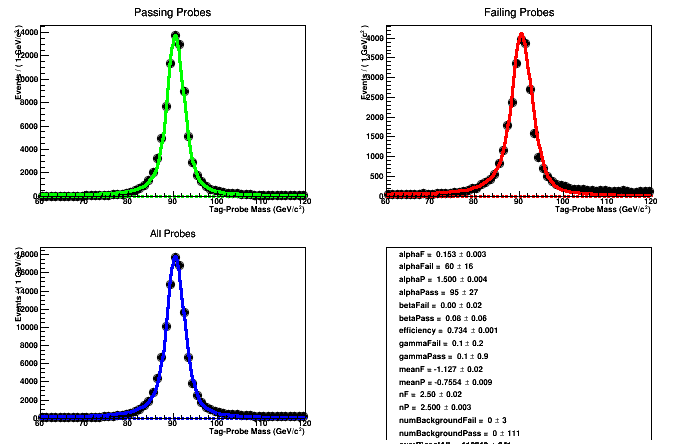 Passing Probes
Events / ( 1 GeV/c² )
14000
12000
10000
8000
6000
4000
2000
0
60 70 80 90 100 110 120
Tag-Probe Mass (GeV/c²)
Failing Probes
Events / ( 1 GeV/c² )
4000
3500
3000
2500
2000
1500
1000
500
0
60 70 80 90 100 110 120
Tag-Probe Mass (GeV/c²)
All Probes
Events / ( 1 GeV/c² )
18000
16000
14000
12000
10000
8000
6000
4000
2000
0
60 70 80 90 100 110 120
Tag-Probe Mass (GeV/c²)
alphaF = 0.153 ± 0.003
alphaFail = 60 ± 16
alphaP = 1.500 ± 0.004
alphaPass = 95 ± 27
betaFail = 0.00 ± 0.02
betaPass = 0.08 ± 0.06
efficiency = 0.734 ± 0.001
gammaFail = 0.1 ± 0.2
gammaPass = 0.1 ± 0.9
meanF = -1.127 ± 0.02
meanP = -0.7554 ± 0.009
nF = 2.50 ± 0.02
nP = 2.500 ± 0.003
numBackgroundFail = 0 ± 3
numBackgroundPass = 0 ± 111